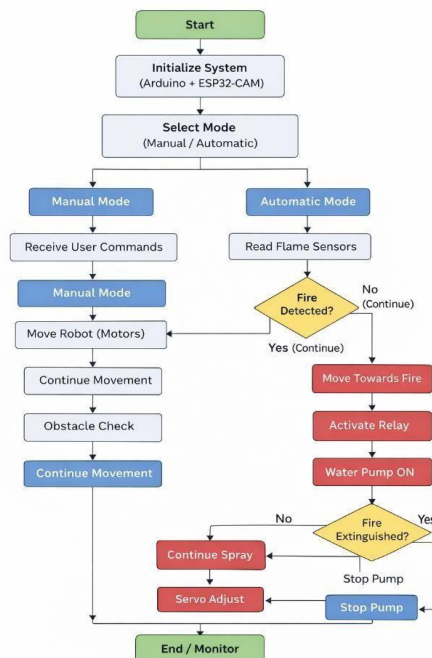 Start
Initialize System
(Arduino + ESP32-CAM)
Select Mode
(Manual / Automatic)
Manual Mode
Automatic Mode
Receive User Commands
Read Flame Sensors
Manual Mode
Fire
Detected?
No
(Continue)
Move Robot (Motors)
Yes (Continue)
Continue Movement
Move Towards Fire
Obstacle Check
Activate Relay
Continue Movement
Water Pump ON
No
Fire
Extinguished?
Yes
Continue Spray
Stop Pump
Servo Adjust
Stop Pump
End / Monitor